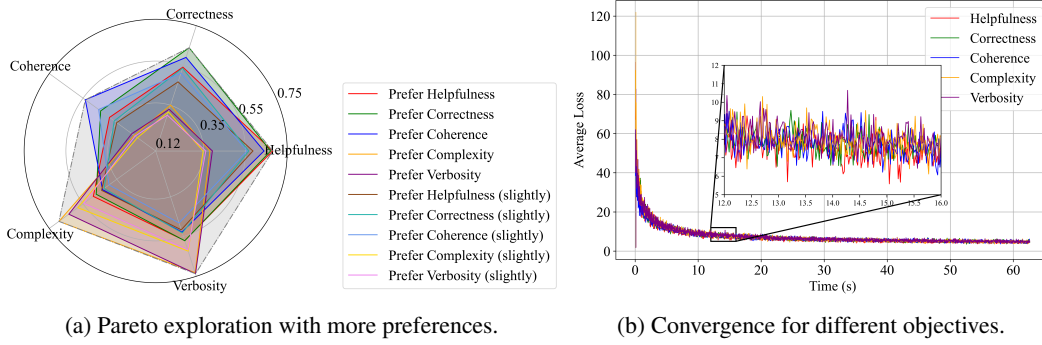 Correctness
Coherence
0.75
0.55
0.35
0.12
Helpfulness
Complexity
Verbosity
Prefer Helpfulness
Prefer Correctness
Prefer Coherence
Prefer Complexity
Prefer Verbosity
Prefer Helpfulness (slightly)
Prefer Correctness (slightly)
Prefer Coherence (slightly)
Prefer Complexity (slightly)
Prefer Verbosity (slightly)
(a) Pareto exploration with more preferences.
Average Loss
120
100
80
60
40
20
0
0 10 20 30 40 50 60
Time (s)
Helpfulness
Correctness
Coherence
Complexity
Verbosity
12
11
10
9
8
7
6
5
12.0 12.5 13.0 13.5 14.0 14.5 15.0 15.5 16.0
(b) Convergence for different objectives.